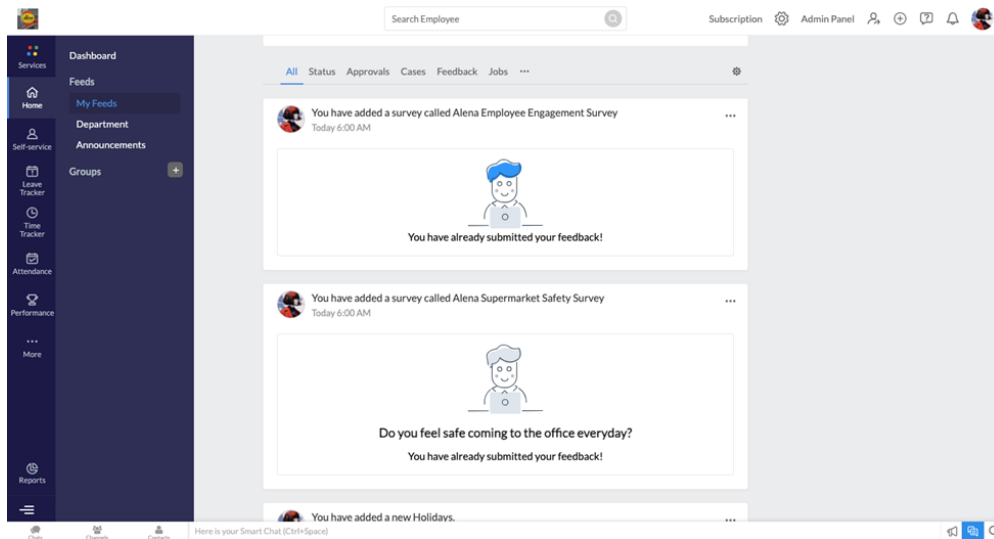 Search Employee
Subscription
Admin Panel
Services
Home
Self-service
Leave
Tracker
Time
Tracker
Attendance
Performance
More
Reports
Dashboard
Feeds
My Feeds
Department
Announcements
Groups
All Status Approvals Cases Feedback Jobs
You have added a survey called Alena Employee Engagement Survey
Today 6:00 AM
You have already submitted your feedback!
You have added a survey called Alena Supermarket Safety Survey
Today 6:00 AM
Do you feel safe coming to the office everyday?
You have already submitted your feedback!
You have added a new Holidays.
Chats
Channels
Contacts
Here is your Smart Chat (Ctrl+Space)